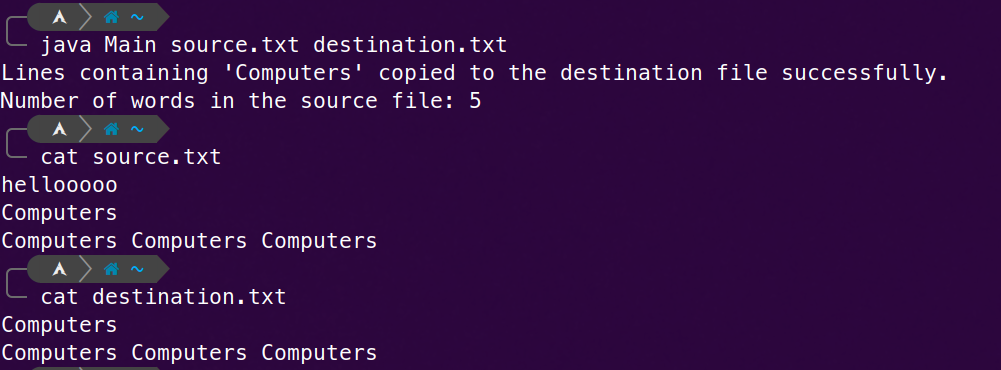 ~
java Main source.txt destination.txt
Lines containing 'Computers' copied to the destination file successfully.
Number of words in the source file: 5
~
cat source.txt
hellooooo
Computers
Computers Computers Computers
~
cat destination.txt
Computers
Computers Computers Computers